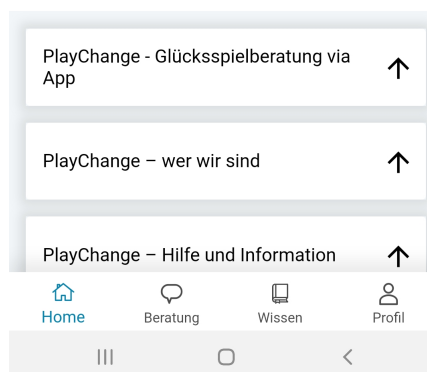 PlayChange - Glücksspielberatung via
App
PlayChange – wer wir sind
PlayChange – Hilfe und Information
Home Beratung Wissen Profil